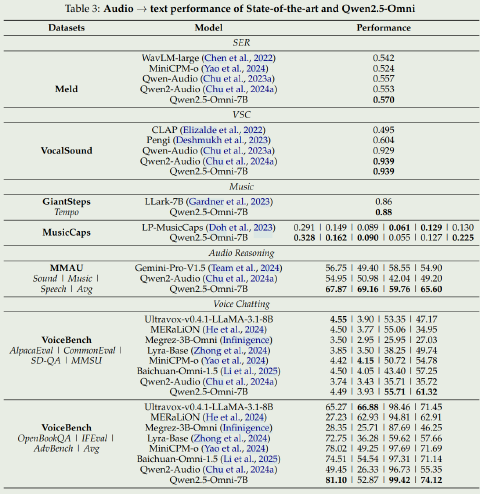 Table 3: Audio → text performance of State-of-the-art and Qwen2.5-Omni
Datasets Model Performance
SER
Meld
WavLM-large (Chen et al., 2022) 0.542
MiniCPM-o (Yao et al., 2024) 0.524
Qwen-Audio (Chu et al., 2023a) 0.557
Qwen2-Audio (Chu et al., 2024a) 0.553
Qwen2.5-Omni-7B 0.570
VSC
VocalSound
CLAP (Elizalde et al., 2022) 0.495
Pengi (Deshmukh et al., 2023) 0.604
Qwen-Audio (Chu et al., 2023a) 0.929
Qwen2-Audio (Chu et al., 2024a) 0.939
Qwen2.5-Omni-7B 0.939
Music
GiantSteps LLark-7B (Gardner et al., 2023) 0.86
Tempo Qwen2.5-Omni-7B 0.88
MusicCaps
LP-MusicCaps (Doh et al., 2023) 0.291 | 0.149 | 0.089 | 0.061 | 0.129 | 0.130
Qwen2.5-Omni-7B 0.328 | 0.162 | 0.090 | 0.055 | 0.127 | 0.225
Audio Reasoning
MMAU Gemini-Pro-V1.5 (Team et al., 2024) 56.75 | 49.40 | 58.55 | 54.90
Sound | Music | Qwen2-Audio (Chu et al., 2024a) 54.95 | 50.98 | 42.04 | 49.20
Speech | Avg Qwen2.5-Omni-7B 67.87 | 69.16 | 59.76 | 65.60
Voice Chatting
VoiceBench
AlpacaEval | CommonEval |
SD-QA | MMSU
Ultravox-v0.4.1-LLaMA-3.1-8B 4.55 | 3.90 | 53.35 | 47.17
MERaLiON (He et al., 2024) 4.50 | 3.77 | 55.06 | 34.95
Megrez-3B-Omni (Infinigence) 3.50 | 2.95 | 25.95 | 27.03
Lyra-Base (Zhong et al., 2024) 3.85 | 3.50 | 38.25 | 49.74
MiniCPM-o (Yao et al., 2024) 4.42 | 4.15 | 50.72 | 54.78
Baichuan-Omni-1.5 (Li et al., 2025) 4.50 | 4.05 | 43.40 | 57.25
Qwen2-Audio (Chu et al., 2024a) 3.74 | 3.43 | 35.71 | 35.72
Qwen2.5-Omni-7B 4.49 | 3.93 | 55.71 | 61.32
VoiceBench
OpenBookQA | IFEval |
AdvBench | Avg
Ultravox-v0.4.1-LLaMA-3.1-8B 65.27 | 66.88 | 98.46 | 71.45
MERaLiON (He et al., 2024) 27.23 | 62.93 | 94.81 | 62.91
Megrez-3B-Omni (Infinigence) 28.35 | 25.71 | 87.69 | 46.25
Lyra-Base (Zhong et al., 2024) 72.75 | 36.28 | 59.62 | 57.66
MiniCPM-o (Yao et al., 2024) 78.02 | 49.25 | 97.69 | 71.69
Baichuan-Omni-1.5 (Li et al., 2025) 74.51 | 54.54 | 97.31 | 71.14
Qwen2-Audio (Chu et al., 2024a) 49.45 | 26.33 | 96.73 | 55.35
Qwen2.5-Omni-7B 81.10 | 52.87 | 99.42 | 74.12